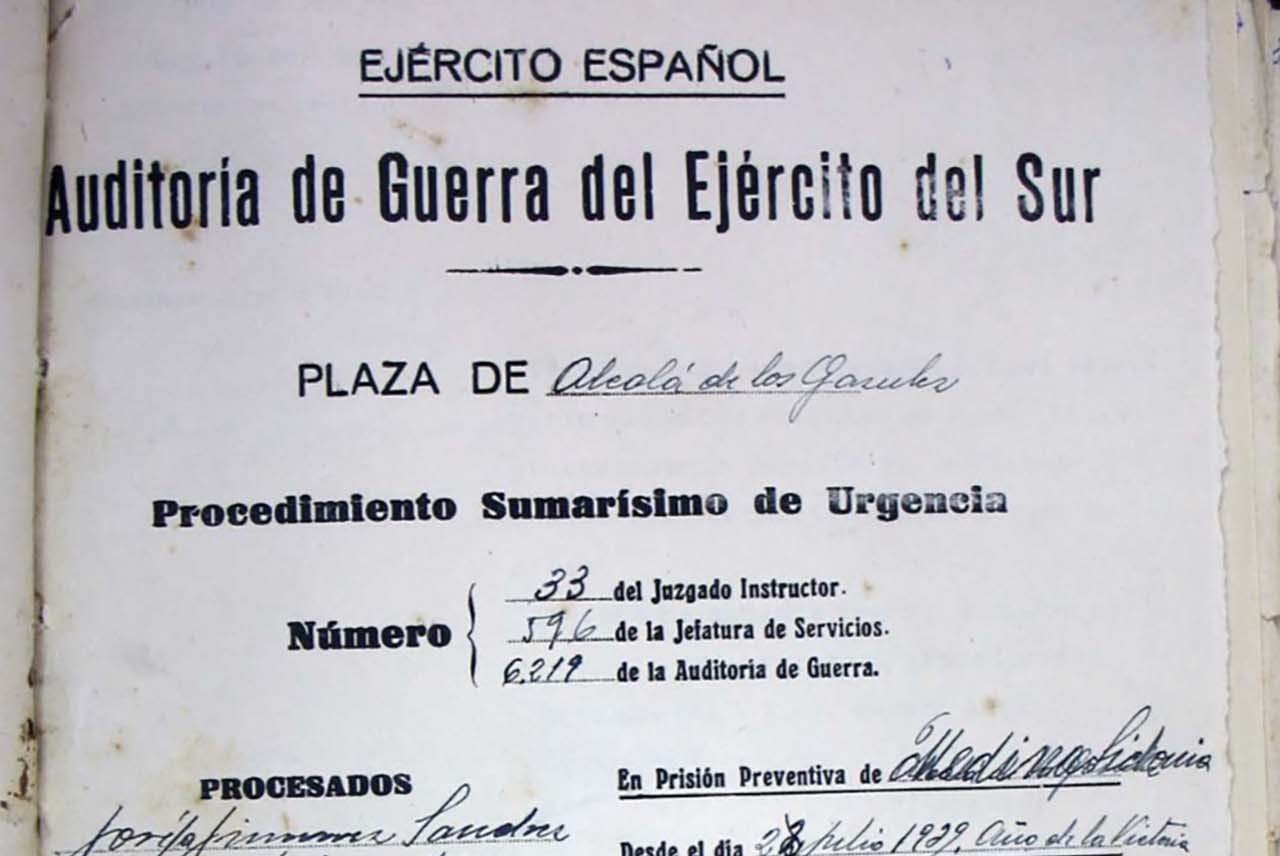 EJÉRCITO ESPAÑOL
Auditoría de Guerra del Ejército del Sur
PLAZA DE Alcalá de los Gazules
Procedimiento Sumarísimo de Urgencia
Número
33 del Juzgado Instructor.
596 de la Jefatura de Servicios.
6.219 de la Auditoría de Guerra.
PROCESADOS
En Prisión Preventiva de Medina Sidonia
Desde el día julio 1939. Año de la Victoria